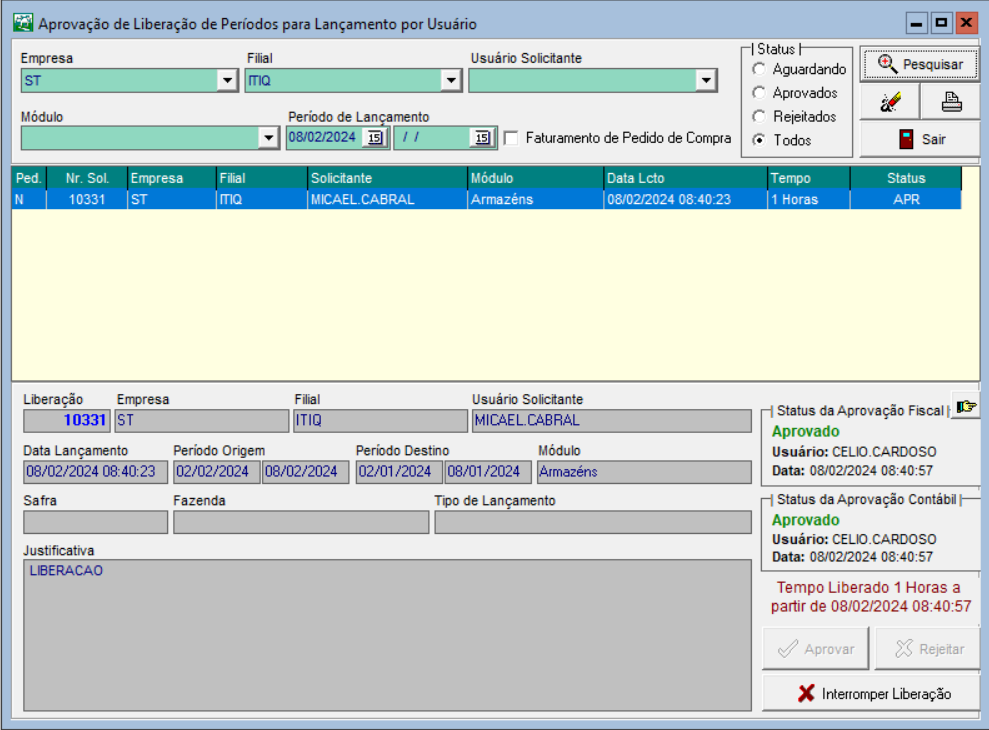 Aprovação de Liberação de Períodos para Lançamento por Usuário
Empresa Filial Usuário Solicitante
ST ITIQ
Módulo Período de Lançamento
08/02/2024 15 / / 15 Faturamento de Pedido de Compra
Status
Aguardando
Aprovados
Rejeitados
Todos
Pesquisar
Sair
Ped. Nr. Sol. Empresa Filial Solicitante Módulo Data Lcto Tempo Status
N 10331 ST ITIQ MICAEL.CABRAL Armazéns 08/02/2024 08:40:23 1 Horas APR
Liberação Empresa Filial Usuário Solicitante
10331 ST ITIQ MICAEL.CABRAL
Data Lançamento Período Origem Período Destino Módulo
08/02/2024 08:40:23 02/02/2024 08/02/2024 02/01/2024 08/01/2024 Armazéns
Safra Fazenda Tipo de Lançamento
Justificativa
LIBERACAO
Status da Aprovação Fiscal
Aprovado
Usuário: CELIO.CARDOSO
Data: 08/02/2024 08:40:57
Status da Aprovação Contábil
Aprovado
Usuário: CELIO.CARDOSO
Data: 08/02/2024 08:40:57
Tempo Liberado 1 Horas a
partir de 08/02/2024 08:40:57
Aprovar Rejeitar
Interromper Liberação